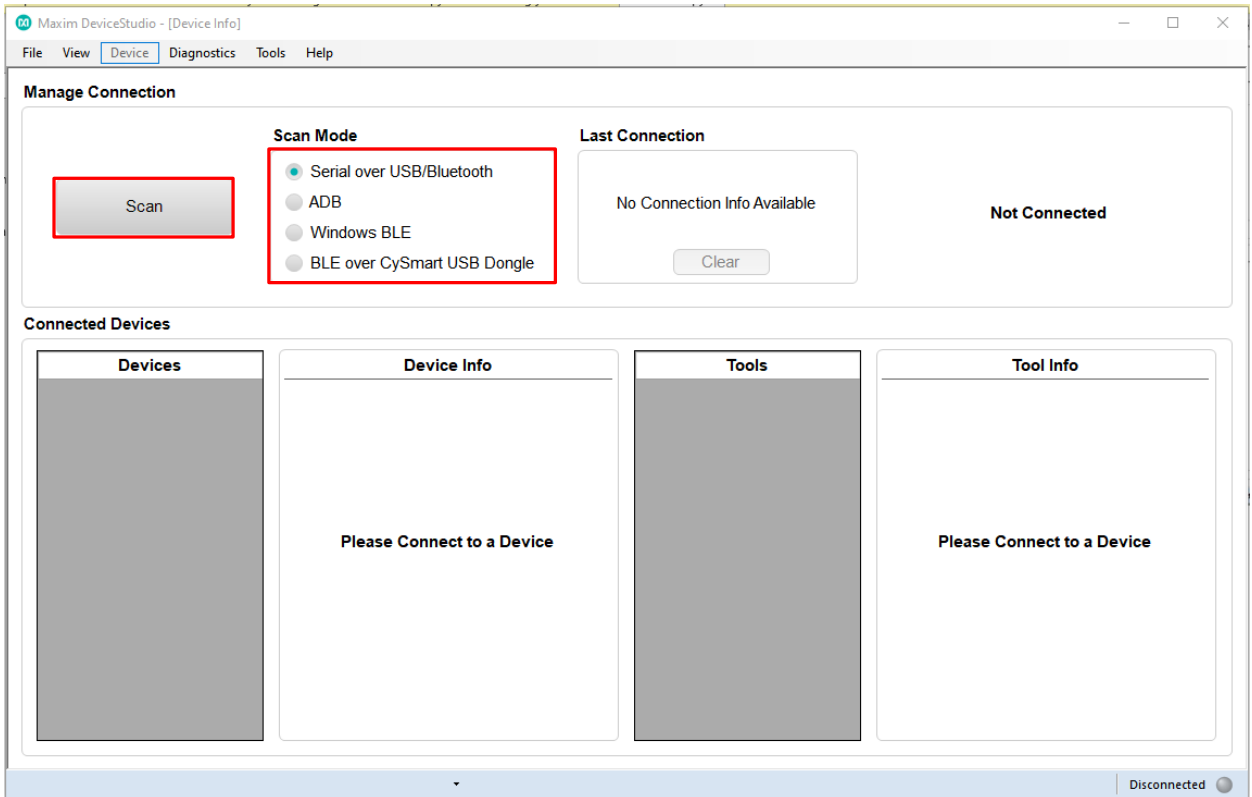 Maxim DeviceStudio - [Device Info]
File View Device Diagnostics Tools Help
Manage Connection
Scan
Scan Mode
Serial over USB/Bluetooth
ADB
Windows BLE
BLE over CySmart USB Dongle
Last Connection
No Connection Info Available
Clear
Not Connected
Connected Devices
Devices
Device Info
Please Connect to a Device
Tools
Tool Info
Please Connect to a Device
Disconnected